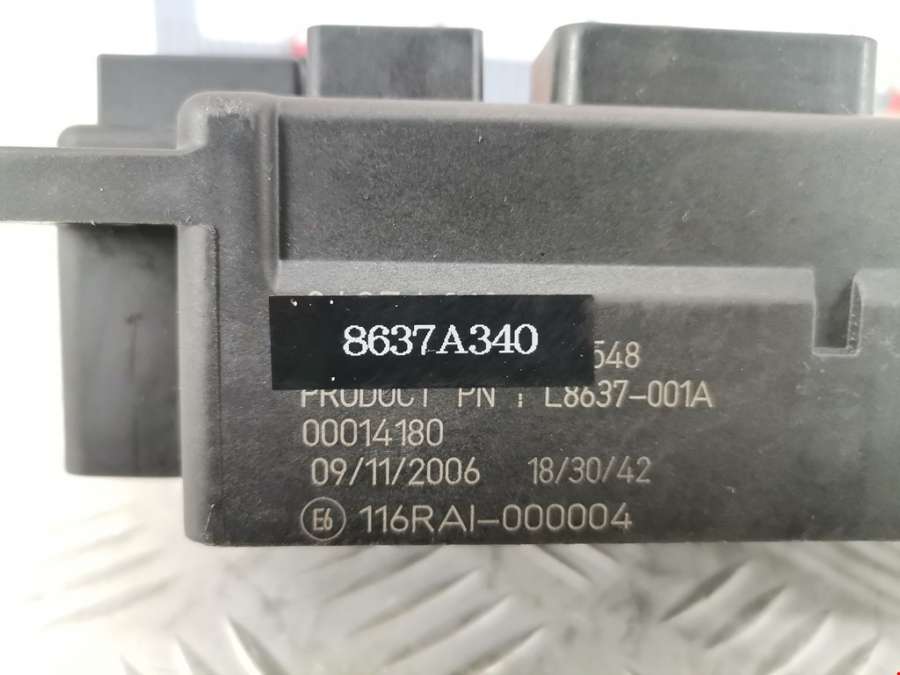 8637A340
548
PRODUCT PN : L8637-001A
00014180
09/11/2006 18/30/42
E6 116RAI-000004